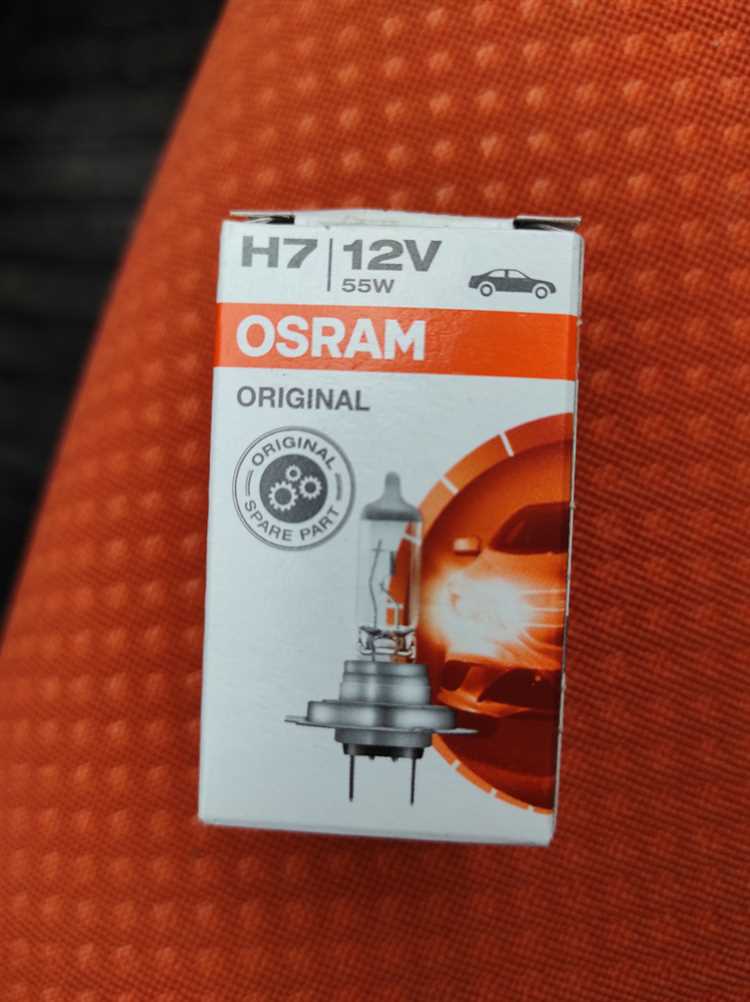 H7 12V
55W
OSRAM
ORIGINAL
ORIGINAL
SPARE PART